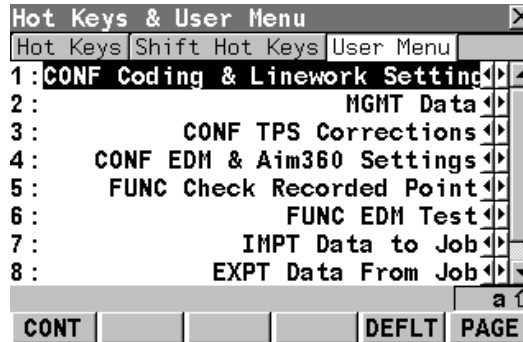 Hot Keys & User Menu
Hot Keys Shift Hot Keys User Menu
1 :CONF Coding & Linework Setting
2 : MGMT Data
3 : CONF TPS Corrections
4 : CONF EDM & Aim360 Settings
5 : FUNC Check Recorded Point
6 : FUNC EDM Test
7 : IMPT Data to Job
8 : EXPT Data From Job
a
CONT DEFLT PAGE